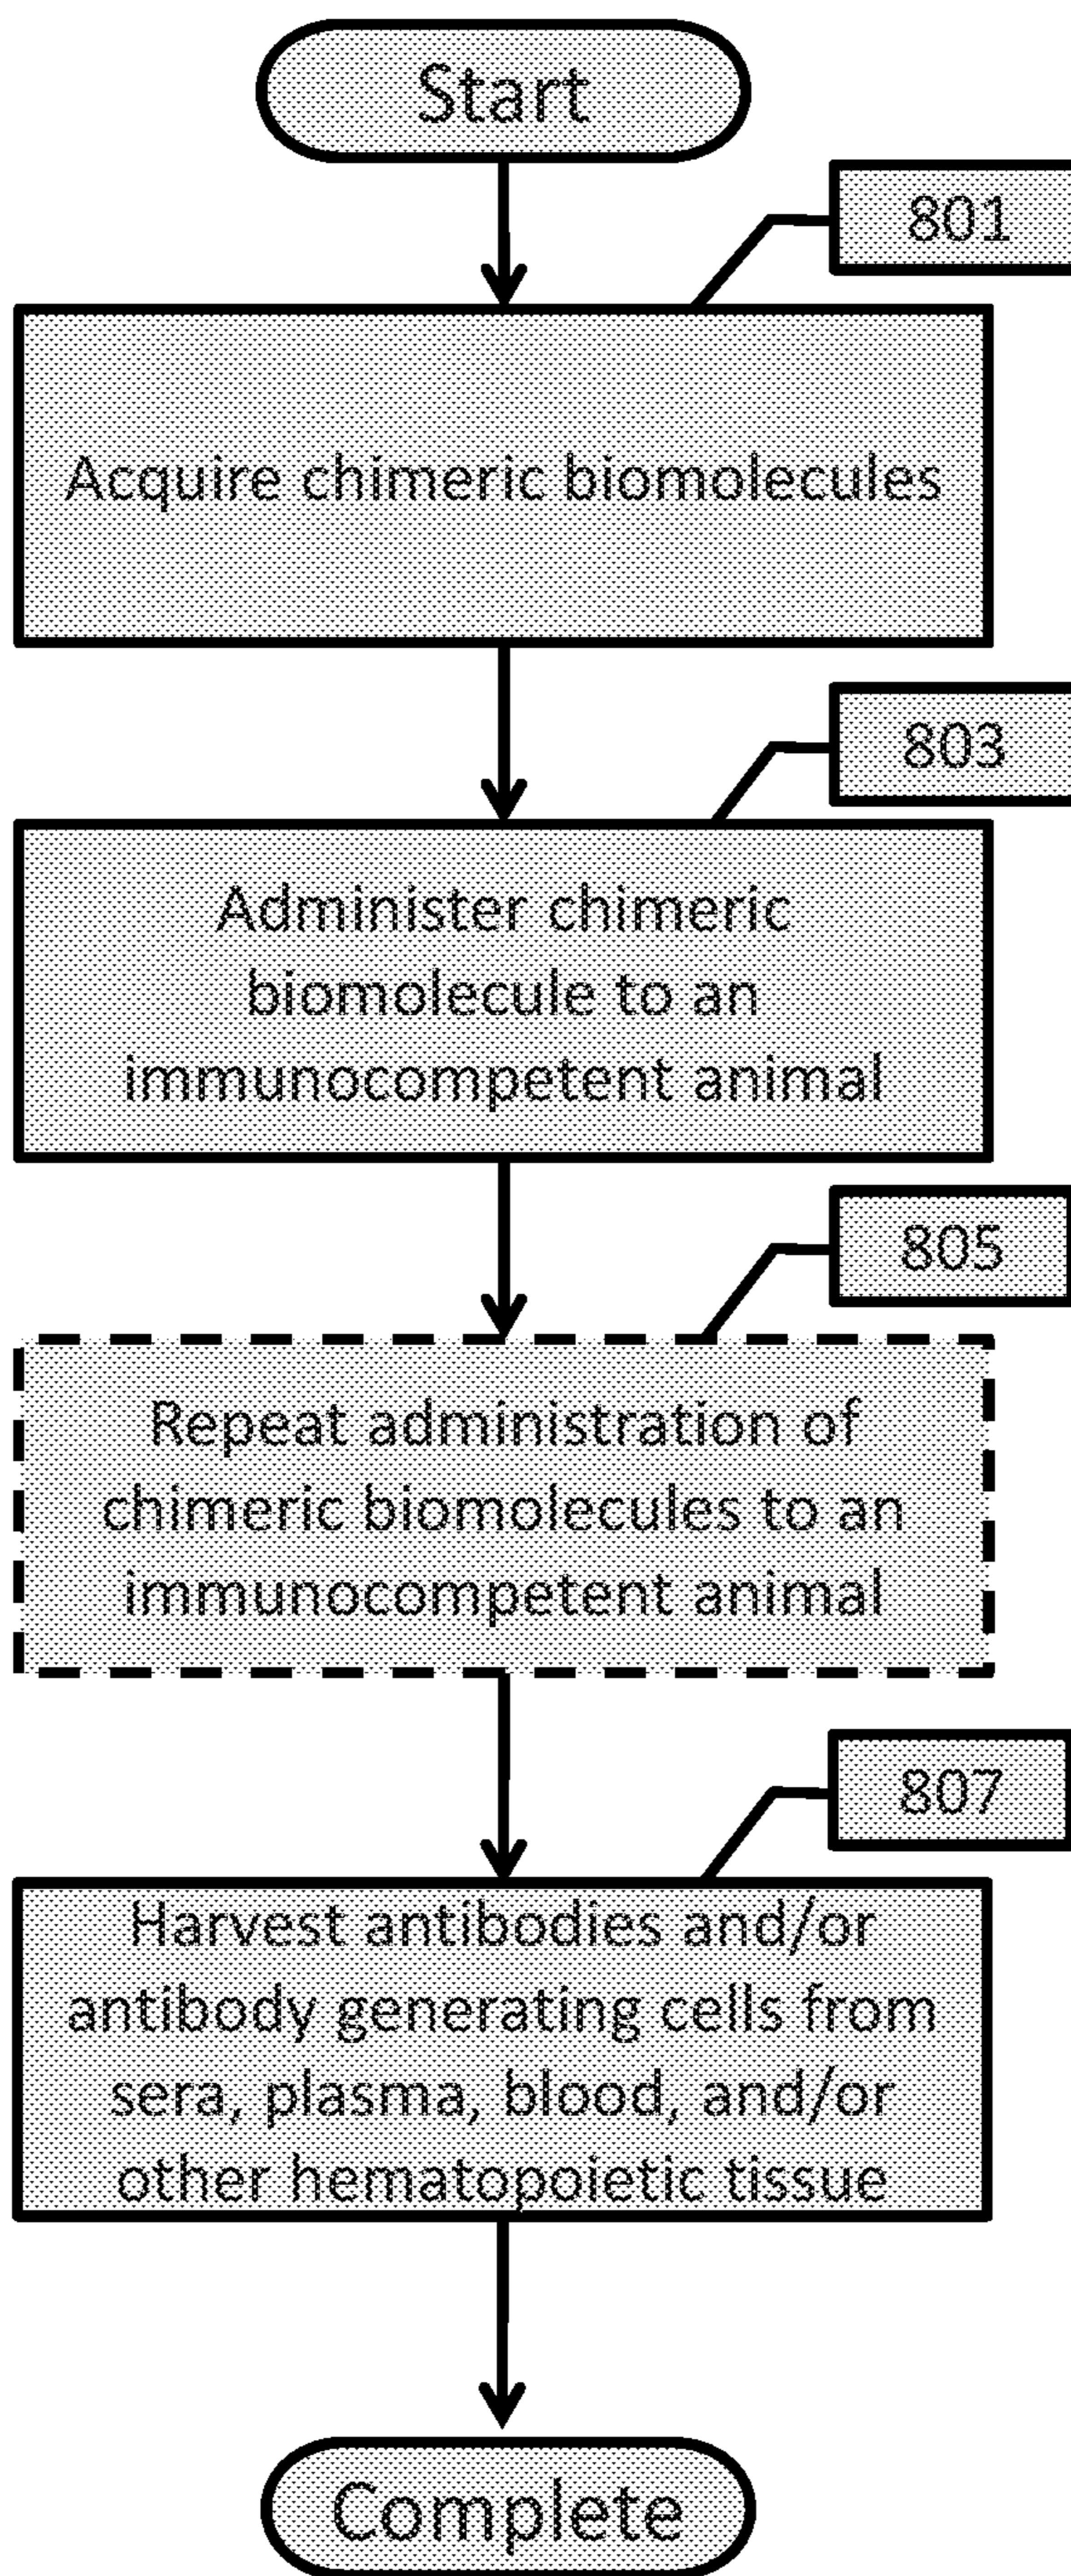 Start
801
Acquire chimeric biomolecules
803
Administer chimeric
biomolecule to an
immunocompetent animal
805
Repeat administration of
chimeric biomolecules to an
immunocompetent animal
807
Harvest antibodies and/or
antibody generating cells from
sera, plasma, blood, and/or
other hematopoietic tissue
Complete